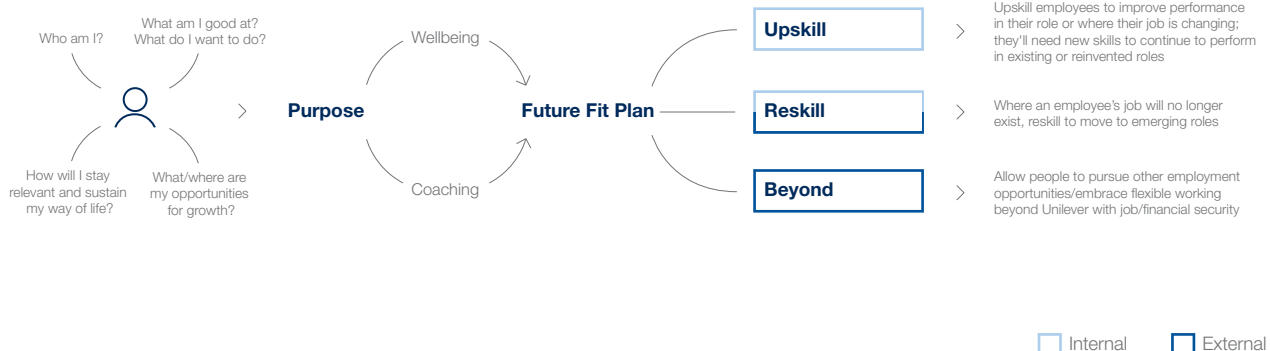 Who am I?
What am I good at?
What do I want to do?
How will I stay
relevant and sustain
my way of life?
What/where are
my opportunities
for growth?
Purpose
Wellbeing
Coaching
Future Fit Plan
Upskill
Upskill employees to improve performance
in their role or where their job is changing;
they'll need new skills to continue to perform
in existing or reinvented roles
Reskill
Where an employee’s job will no longer
exist, reskill to move to emerging roles
Beyond
Allow people to pursue other employment
opportunities/embrace flexible working
beyond Unilever with job/financial security
Internal
External